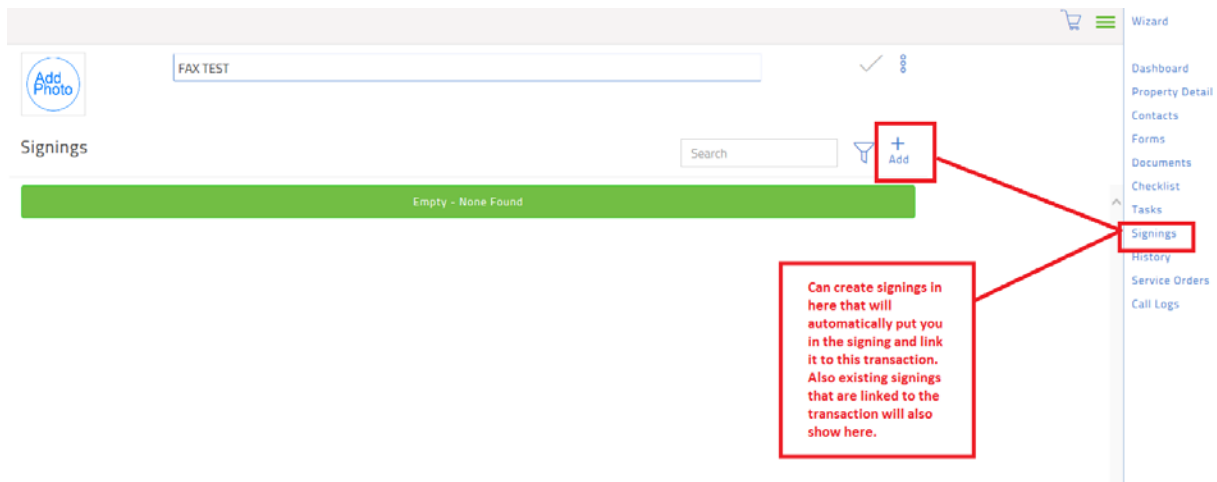 Wizard
Add
Photo
FAX TEST
Dashboard
Property Detail
Contacts
Signings
Search
+
Add
Forms
Documents
Checklist
Empty - None Found
Tasks
Signings
History
Service Orders
Call Logs
Can create signings in
here that will
automatically put you
in the signing and link
it to this transaction.
Also existing signings
that are linked to the
transaction will also
show here.